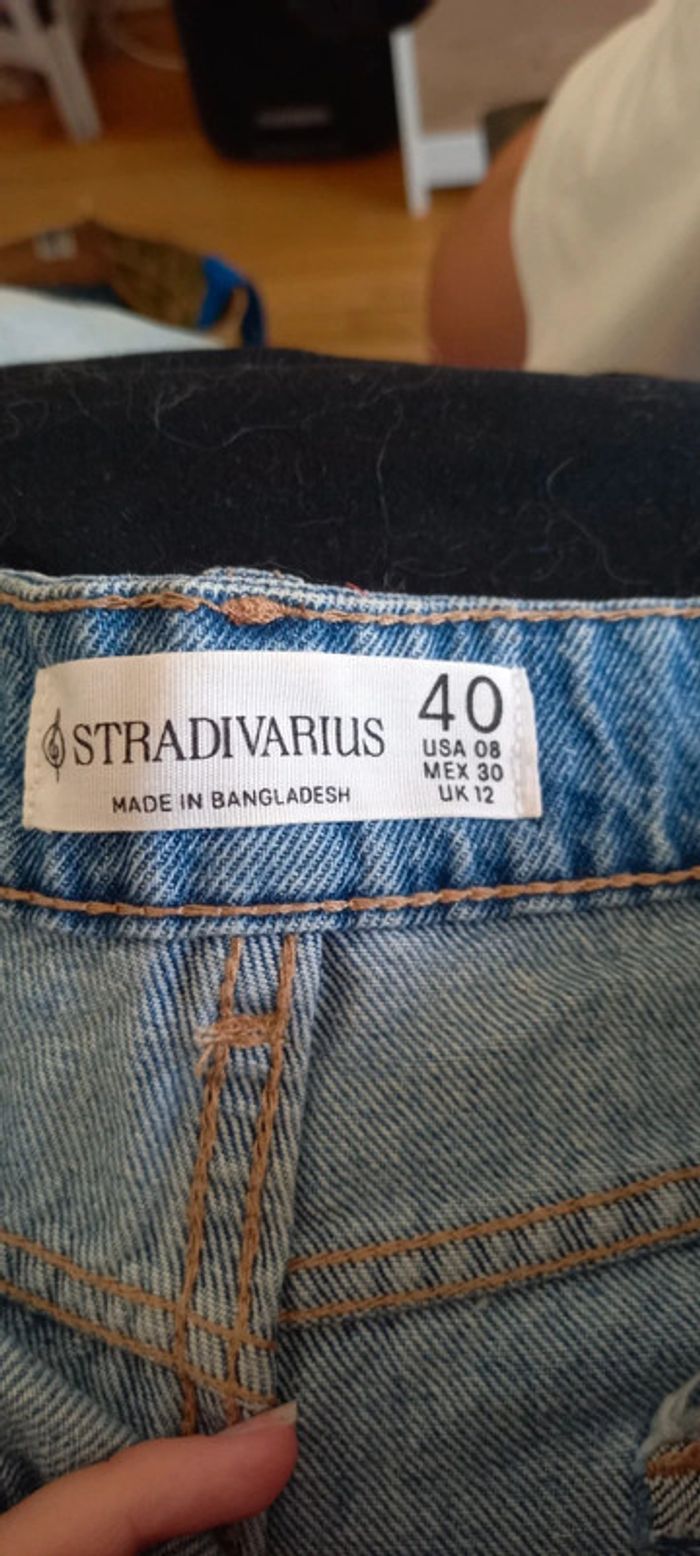 STRADIVARIUS
MADE IN BANGLADESH
40
USA 08
MEX 30
UK 12